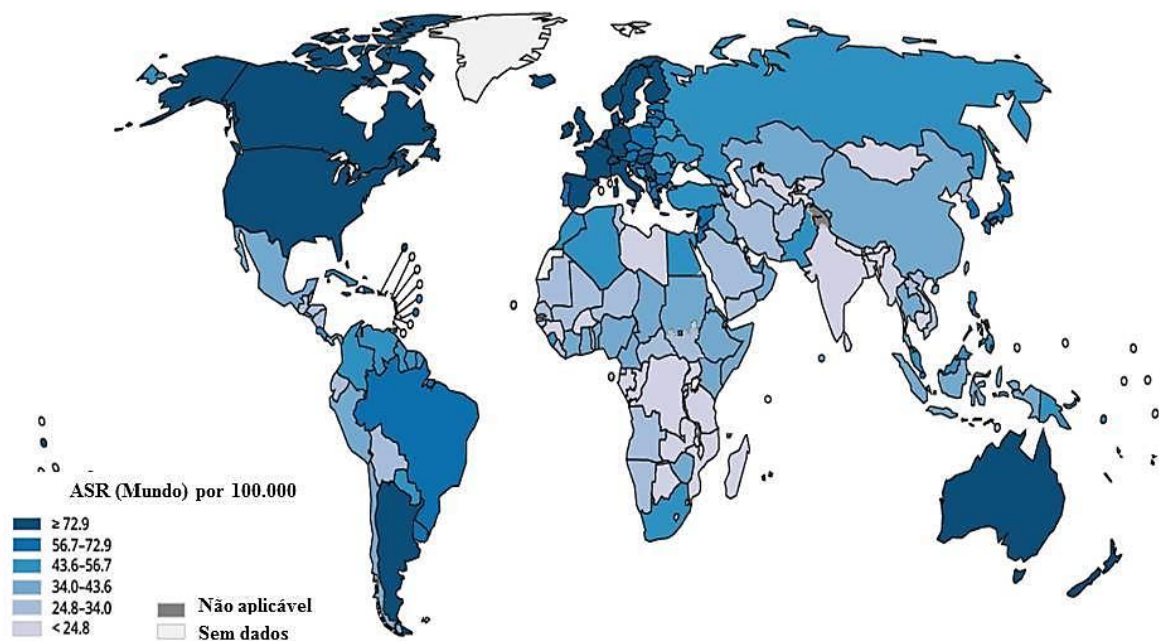 ASR (Mundo) por 100.000
≥ 72.9
56.7–72.9
43.6–56.7
34.0–43.6
24.8–34.0
< 24.8
Não aplicável
Sem dados